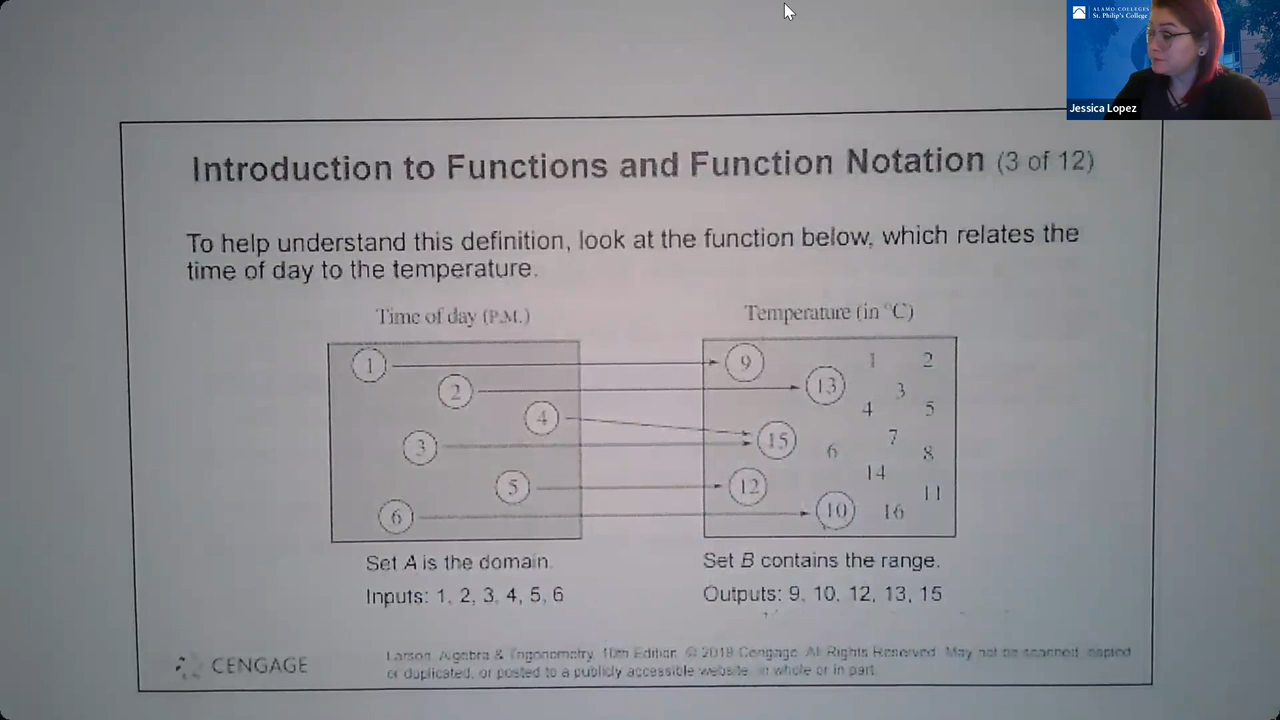 ALAMO COLLEGES
St. Philip's College
Jessica Lopez
Introduction to Functions and Function Notation (3 of 12)
To help understand this definition, look at the function below, which relates the
time of day to the temperature.
Time of day (P.M.)
Temperature (in °C)
1
2
4
3
5
6
9
13
15
12
10
1
2
3
4
5
6
7
8
14
11
16
Set A is the domain.
Inputs: 1, 2, 3, 4, 5, 6
Set B contains the range.
Outputs: 9, 10, 12, 13, 15
CENGAGE
Larson, Algebra & Trigonometry, 10th Edition. © 2018 Cengage. All Rights Reserved. May not be scanned, copied
or duplicated, or posted to a publicly accessible website, in whole or in part.